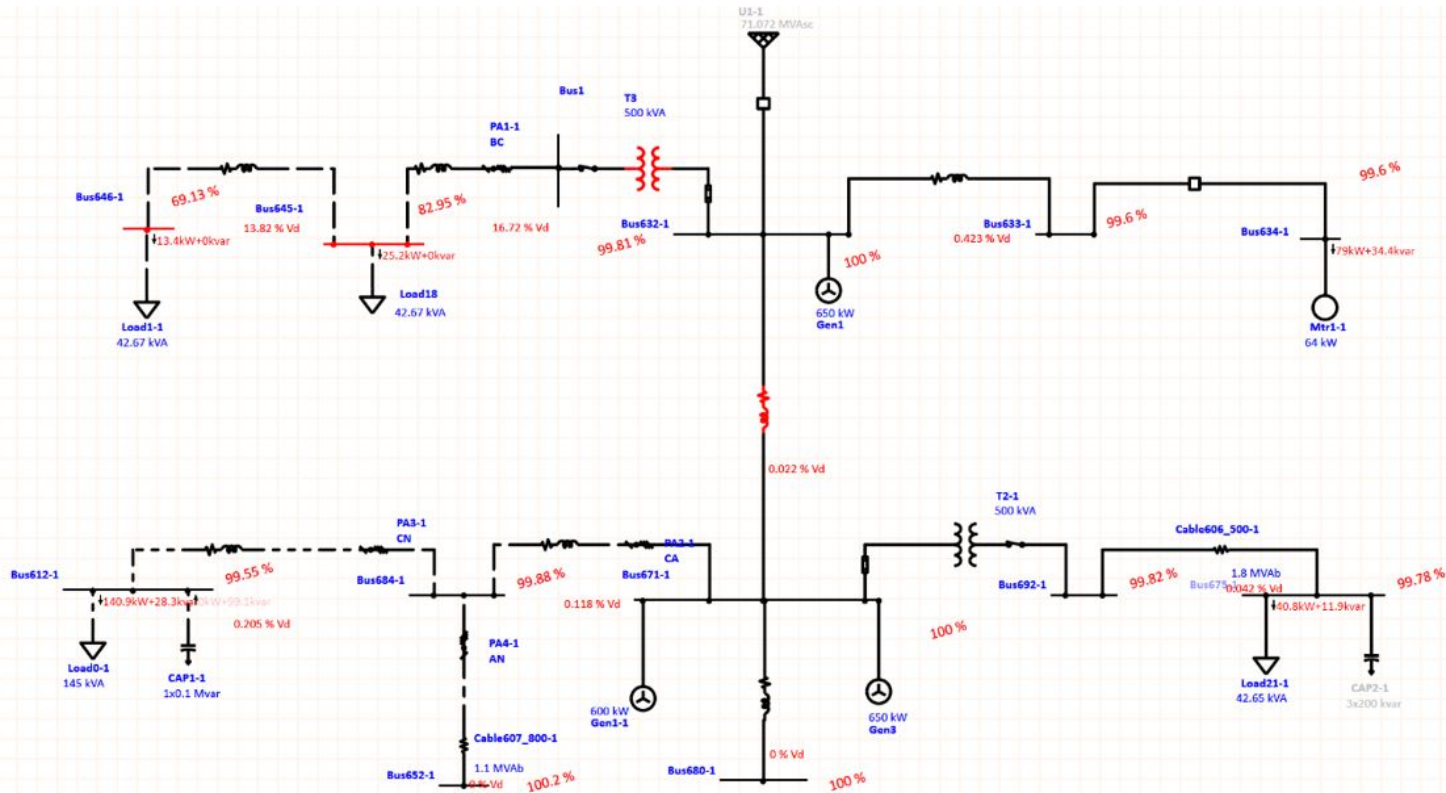 U1-1
71.072 MVAsc
Bus1
T3
500 kVA
PA1-1
BC
Bus646-1
69.13 %
Bus645-1
13.82 % Vd
82.95 %
16.72 % Vd
Bus632-1
99.81 %
13.4kW+0kvar
25.2kW+0kvar
Load1-1
42.67 kVA
Load18
42.67 kVA
100 %
650 kW
Gen1
Bus633-1
0.423 % Vd
99.6 %
99.6 %
Bus634-1
79kW+34.4kvar
Mtr1-1
64 kW
0.022 % Vd
T2-1
500 kVA
Cable606_500-1
PA3-1
CN
PA2-1
CA
Bus612-1
99.55 %
Bus684-1
99.88 %
Bus671-1
0.118 % Vd
140.9kW+28.3kvar
0kW+99.1kvar
0.205 % Vd
Load0-1
145 kVA
CAP1-1
1x0.1 Mvar
PA4-1
AN
100 %
Bus692-1
99.82 %
Bus675-1
1.8 MVAb
0.042 % Vd
99.78 %
40.8kW+11.9kvar
Load21-1
42.65 kVA
CAP2-1
3x200 kvar
600 kW
Gen1-1
650 kW
Gen3
Cable607_800-1
1.1 MVAb
Bus652-1
0 % Vd
100.2 %
Bus680-1
0 % Vd
100 %